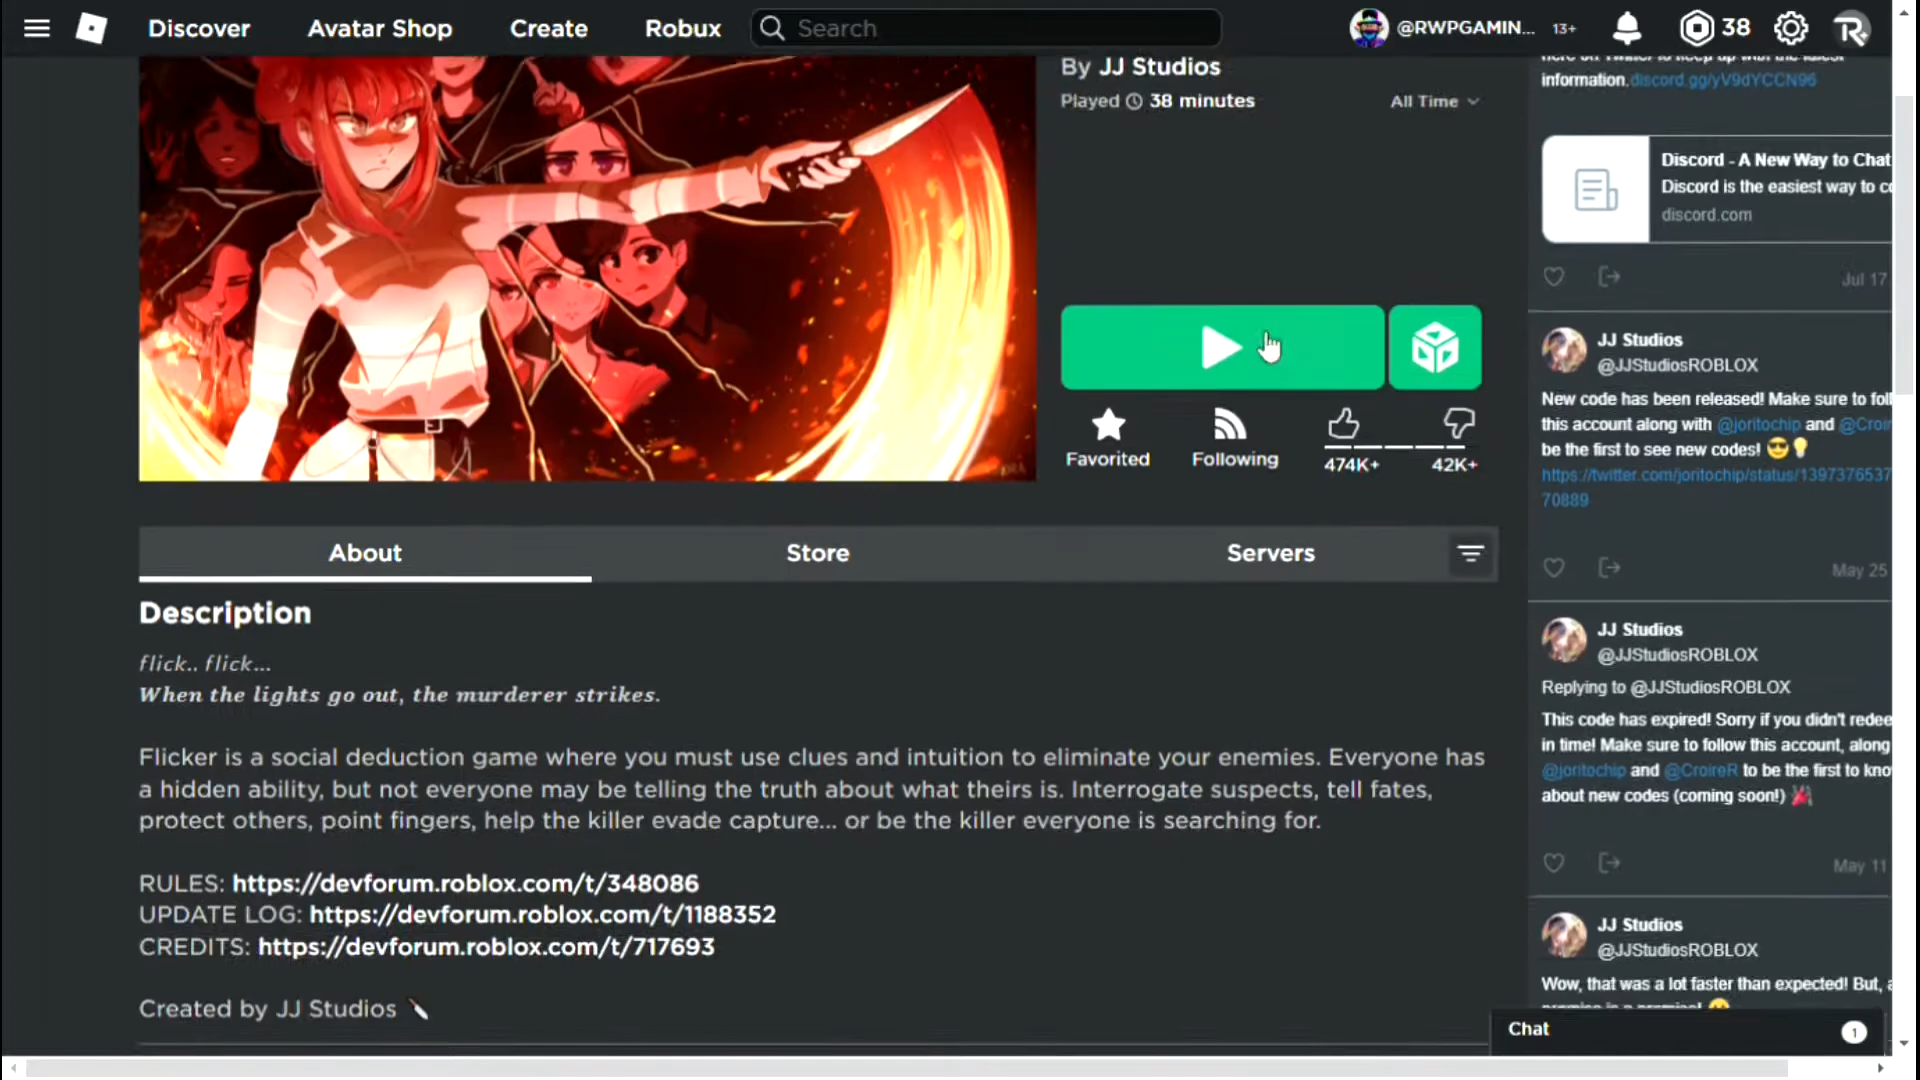 Discover
Avatar Shop
Create
Robux
Search
@RWPGAMIN...
13+
38
By JJ Studios
Played 38 minutes
All Time
Favorited
Following
474K+
42K+
About
Store
Servers
Description
flick.. flick...
When the lights go out, the murderer strikes.
Flicker is a social deduction game where you must use clues and intuition to eliminate your enemies. Everyone has
a hidden ability, but not everyone may be telling the truth about what theirs is. Interrogate suspects, tell fates,
protect others, point fingers, help the killer evade capture... or be the killer everyone is searching for.
RULES: https://devforum.roblox.com/t/348086
UPDATE LOG: https://devforum.roblox.com/t/1188352
CREDITS: https://devforum.roblox.com/t/717693
Created by JJ Studios
information.discord.gg/yV9dYCCN96
Discord - A New Way to Chat
Discord is the easiest way to
discord.com
Jul 17
JJ Studios
@JJStudiosROBLOX
New code has been released! Make sure to
this account along with @joritochip and
be the first to see new codes! 😎💡
https://twitter.com/joritochip/status/1397376537
70889
May 25
JJ Studios
@JJStudiosROBLOX
Replying to @JJStudiosROBLOX
This code has expired! Sorry if you didn't
in time! Make sure to follow this account, along
@joritochip and @CroireR to be the first to
about new codes (coming soon!) 🎉
May 11
JJ Studios
@JJStudiosROBLOX
Wow, that was a lot faster than expected! But,
Chat
1